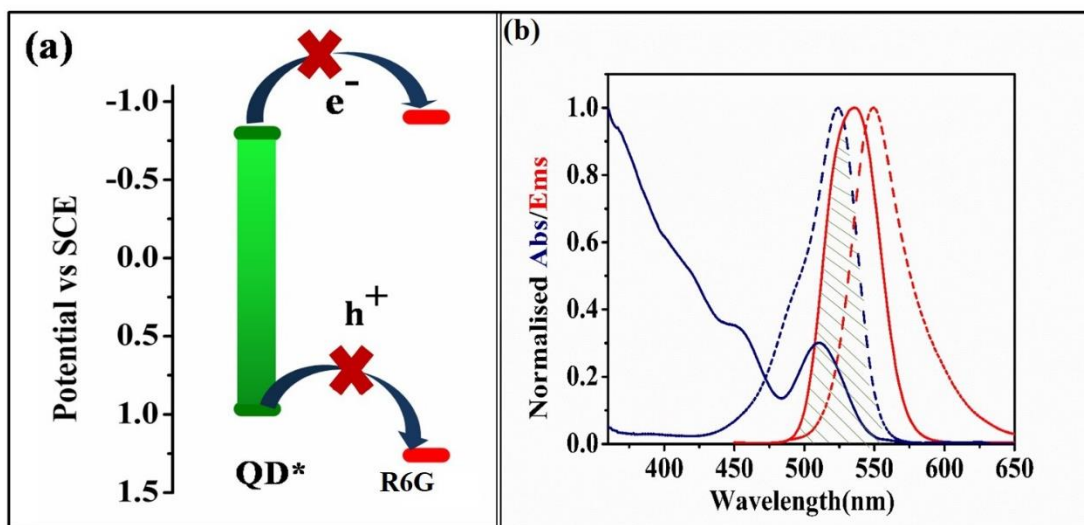 (a)
Potential vs SCE
-1.0
-0.5
0.0
0.5
1.0
1.5
e-
h+
QD*
R6G
(b)
Normalised Abs/Ems
1.0
0.8
0.6
0.4
0.2
0.0
400 450 500 550 600 650
Wavelength(nm)